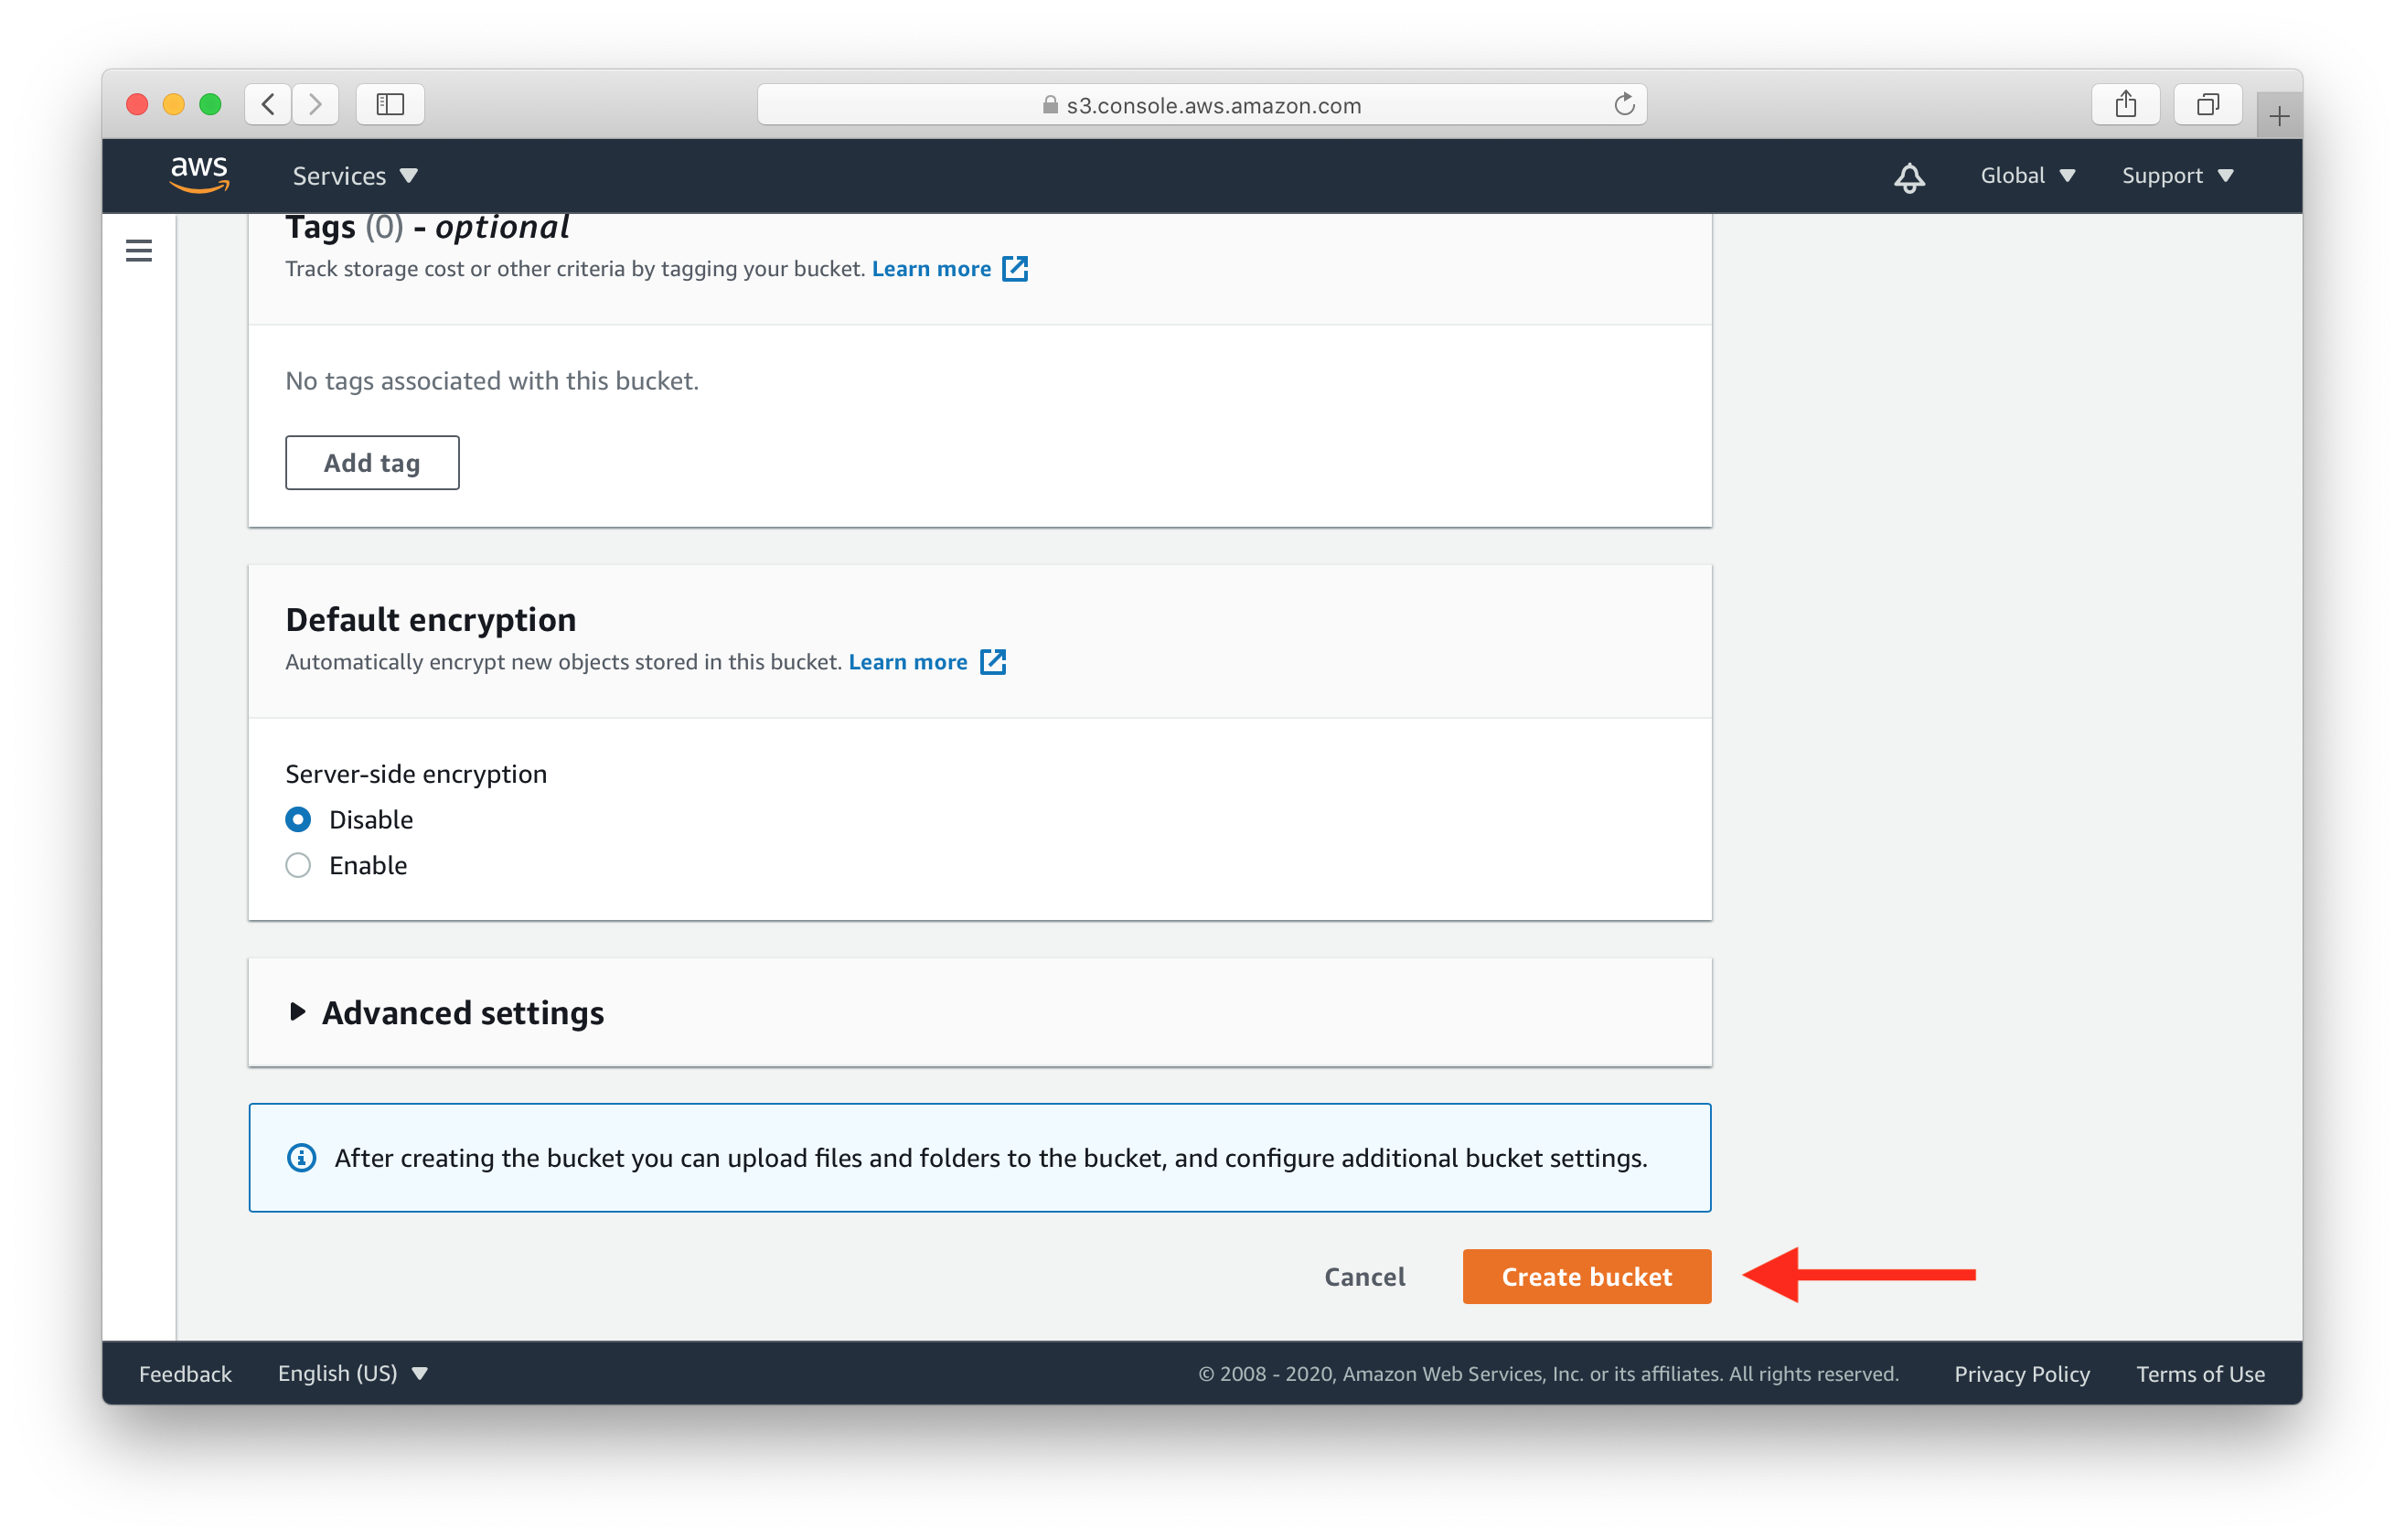 s3.console.aws.amazon.com
aws
Services
Global
Support
Tags (0) - optional
Track storage cost or other criteria by tagging your bucket. Learn more
No tags associated with this bucket.
Add tag
Default encryption
Automatically encrypt new objects stored in this bucket. Learn more
Server-side encryption
Disable
Enable
Advanced settings
After creating the bucket you can upload files and folders to the bucket, and configure additional bucket settings.
Cancel
Create bucket
Feedback
English (US)
© 2008 - 2020, Amazon Web Services, Inc. or its affiliates. All rights reserved.
Privacy Policy
Terms of Use